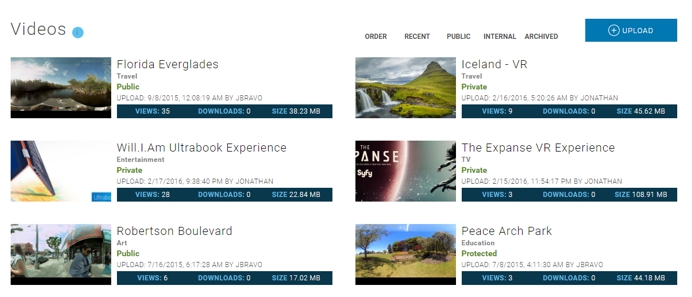 Videos
ORDER RECENT PUBLIC INTERNAL ARCHIVED UPLOAD
Florida Everglades
Travel
Public
UPLOAD: 9/8/2015, 12:08:19 AM BY JBRAVO
VIEWS: 35 DOWNLOADS: 0 SIZE 38.23 MB
Iceland - VR
Travel
Private
UPLOAD: 2/16/2016, 5:20:26 AM BY JONATHAN
VIEWS: 9 DOWNLOADS: 0 SIZE 45.62 MB
Will.I.Am Ultrabook Experience
Entertainment
Private
UPLOAD: 2/17/2016, 9:38:40 PM BY JONATHAN
VIEWS: 28 DOWNLOADS: 0 SIZE 22.84 MB
THE
PANSE
Syfy
The Expanse VR Experience
TV
Private
UPLOAD: 2/15/2016, 11:54:17 PM BY JONATHAN
VIEWS: 3 DOWNLOADS: 0 SIZE 108.91 MB
Robertson Boulevard
Art
Public
UPLOAD: 7/16/2015, 6:17:28 AM BY JBRAVO
VIEWS: 6 DOWNLOADS: 0 SIZE 17.02 MB
Peace Arch Park
Education
Protected
UPLOAD: 7/8/2015, 4:11:30 AM BY JBRAVO
VIEWS: 3 DOWNLOADS: 0 SIZE 44.18 MB